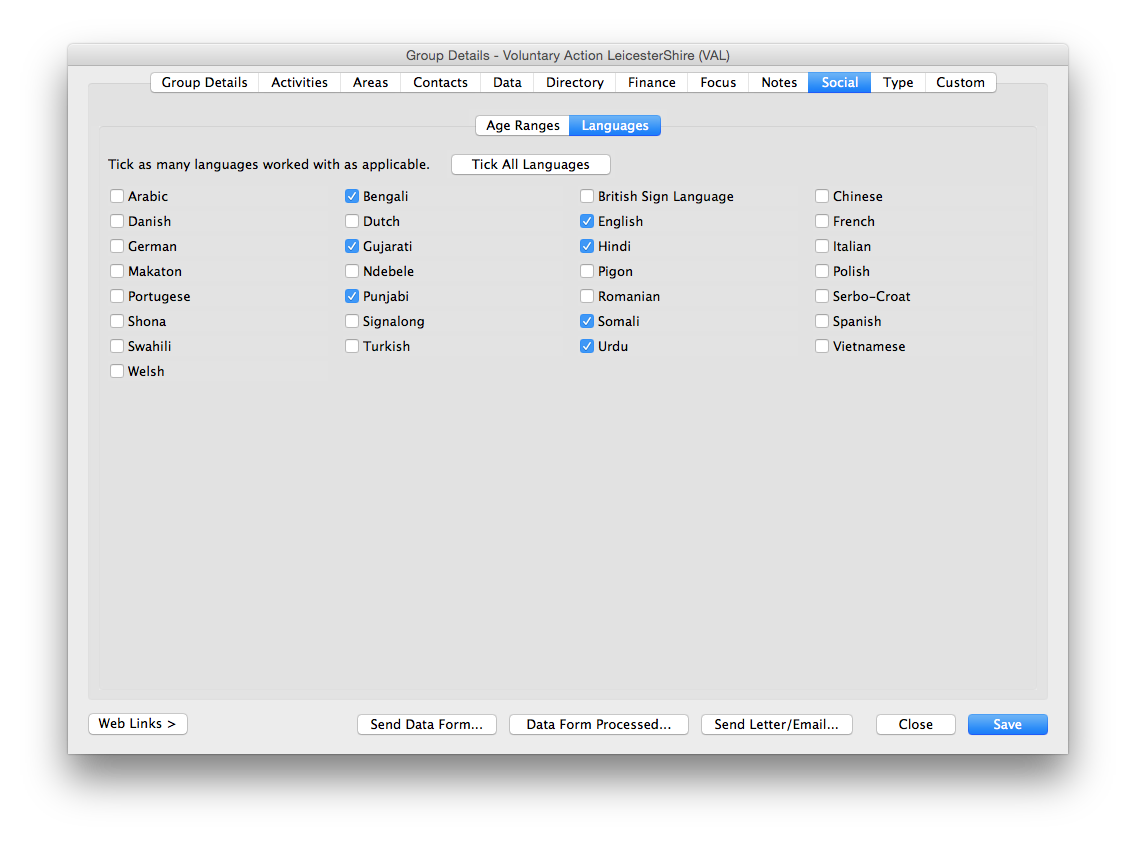 Group Details - Voluntary Action LeicesterShire (VAL)
Group Details Activities Areas Contacts Data Directory Finance Focus Notes Social Type Custom
Age Ranges Languages
Tick as many languages worked with as applicable. Tick All Languages
Arabic Bengali British Sign Language Chinese
Danish Dutch English French
German Gujarati Hindi Italian
Makaton Ndebele Pigon Polish
Portugese Punjabi Romanian Serbo-Croat
Shona Signalong Somali Spanish
Swahili Turkish Urdu Vietnamese
Welsh
Web Links > Send Data Form... Data Form Processed... Send Letter/Email... Close Save